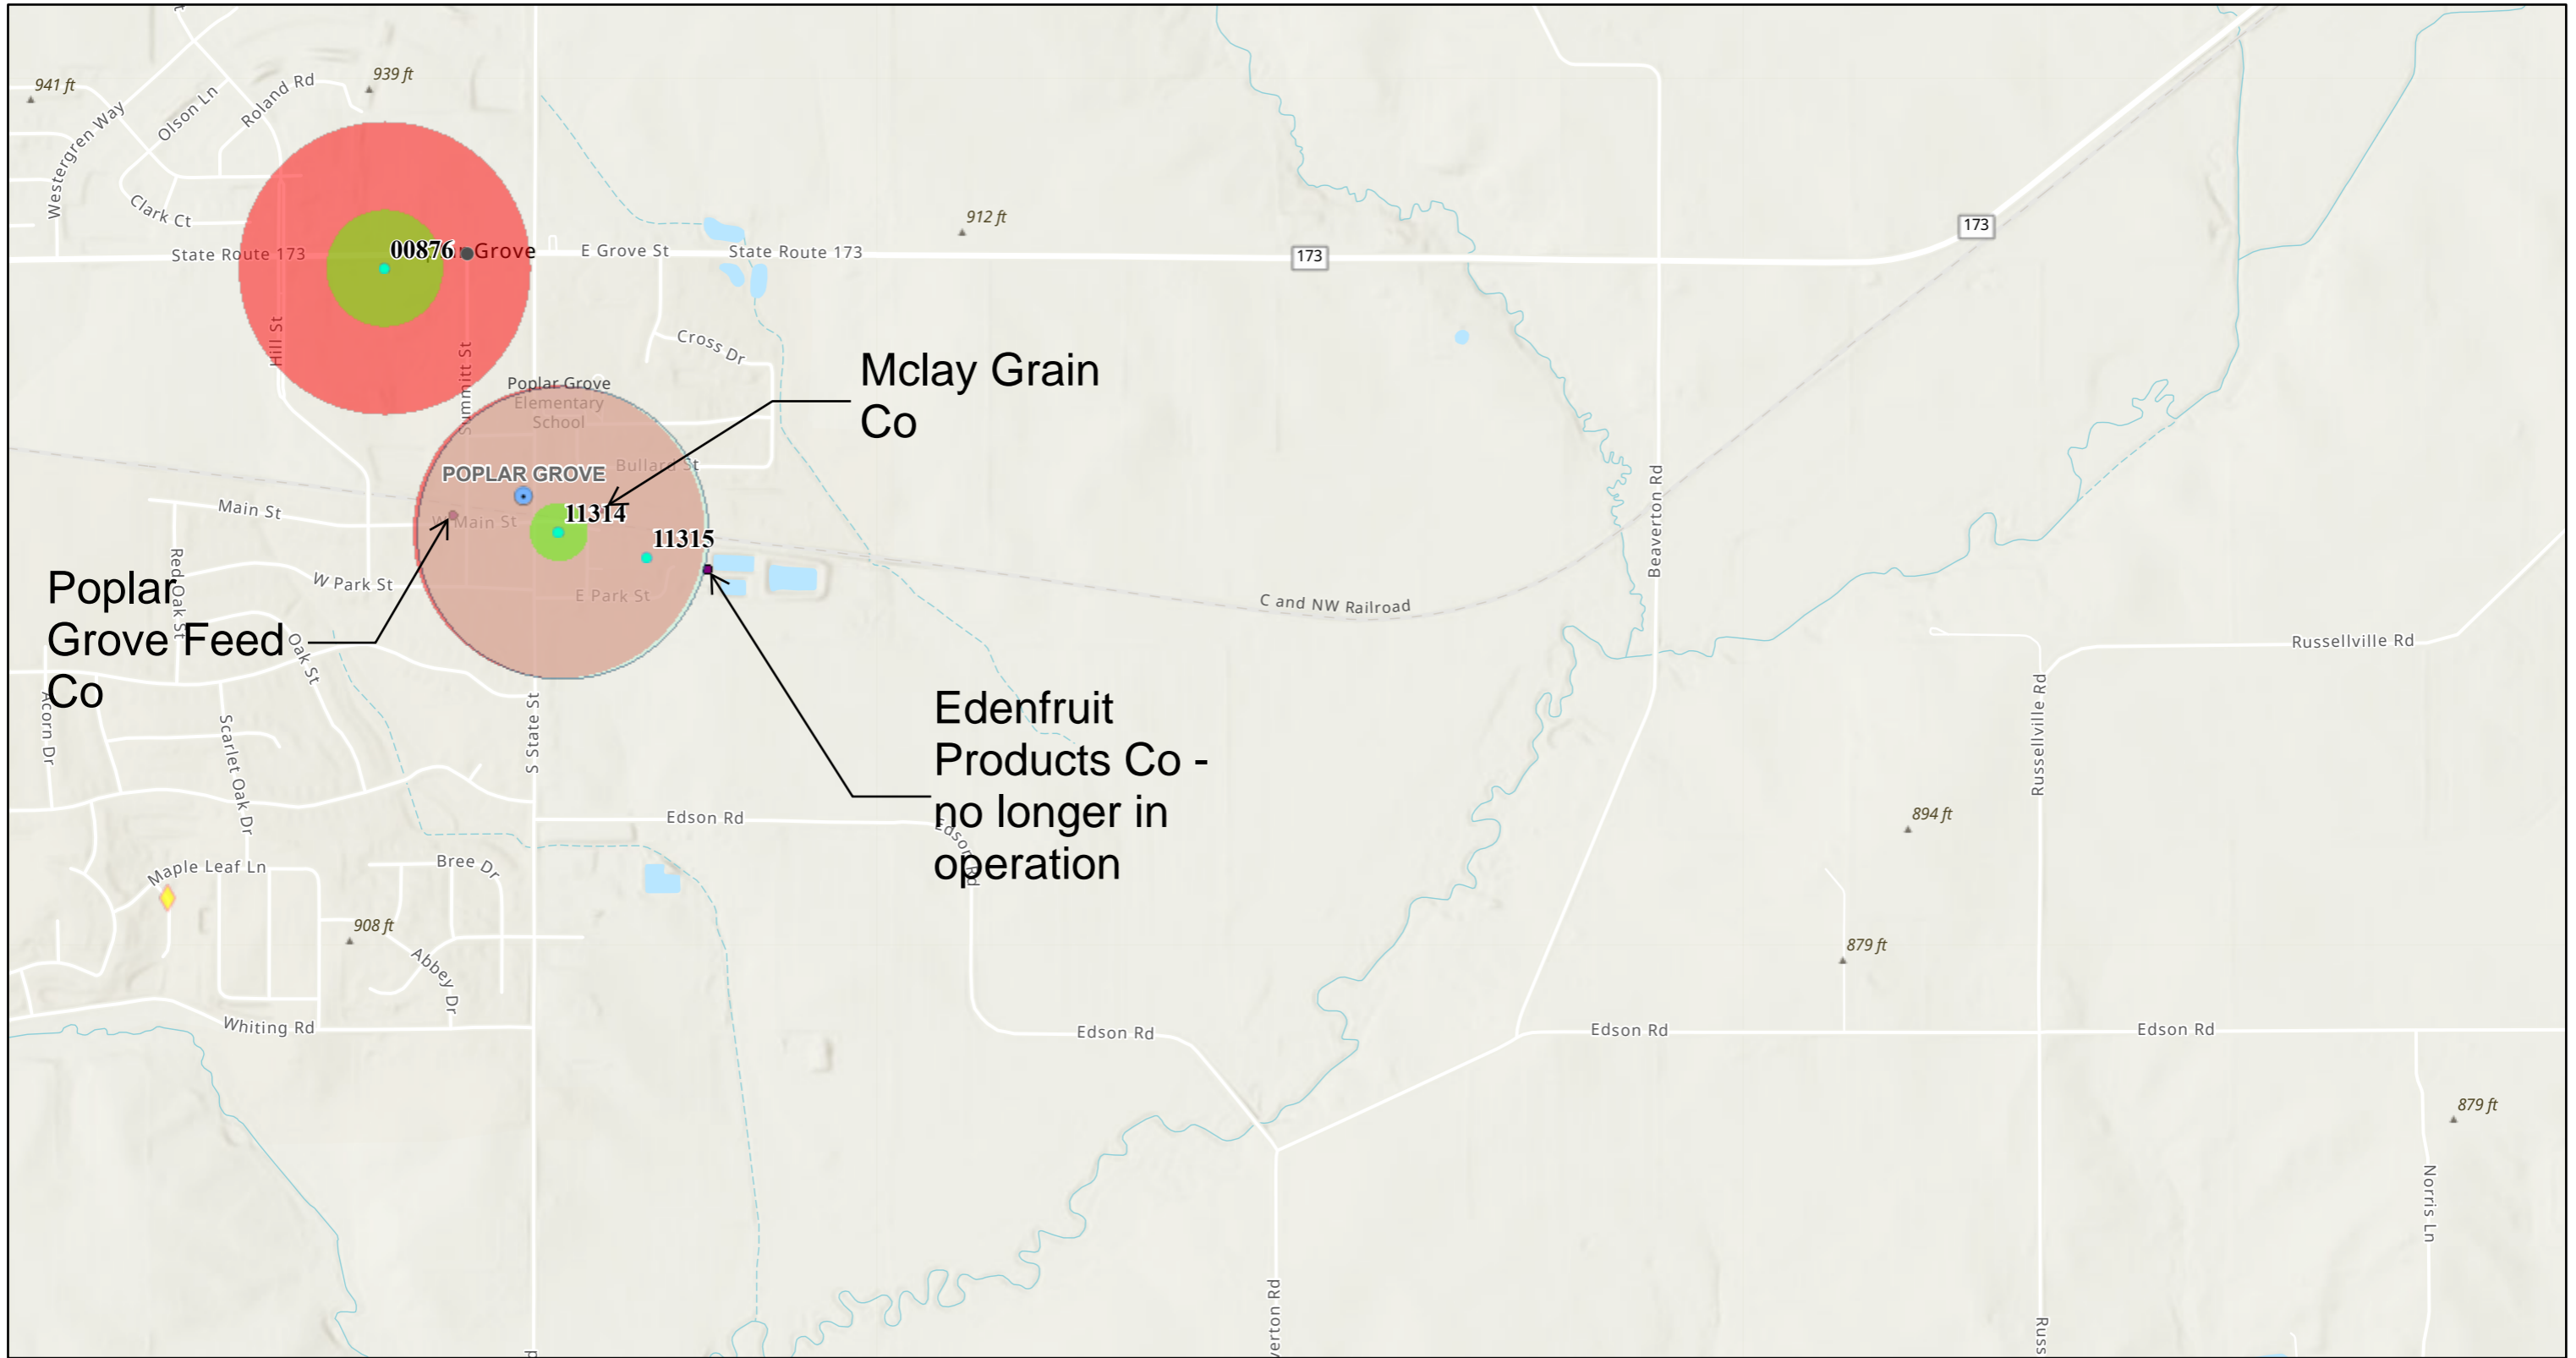 941 ft
939 ft
Westergren Way
Olson Ln
Roland Rd
Clark Ct
State Route 173
00876
Grove
E Grove St
State Route 173
912 ft
173
173
Hill St
Summitt St
Cross Dr
Poplar Grove
Elementary
School
Mclay Grain
Co
Bullard St
POPLAR GROVE
Main St
W Main St
11314
11315
Beaverton Rd
Red Oak St
W Park St
E Park St
C and NW Railroad
Poplar
Grove Feed
Co
Oak St
Acorn Dr
Scarlet Oak Dr
S State St
Edenfruit
Products Co -
no longer in
operation
Russellville Rd
Russellville Rd
Edson Rd
Edson Rd
894 ft
Maple Leaf Ln
Bree Dr
908 ft
Abbey Dr
879 ft
Whiting Rd
Edson Rd
Edson Rd
Edson Rd
879 ft
Norris Ln
verton Rd
Russ